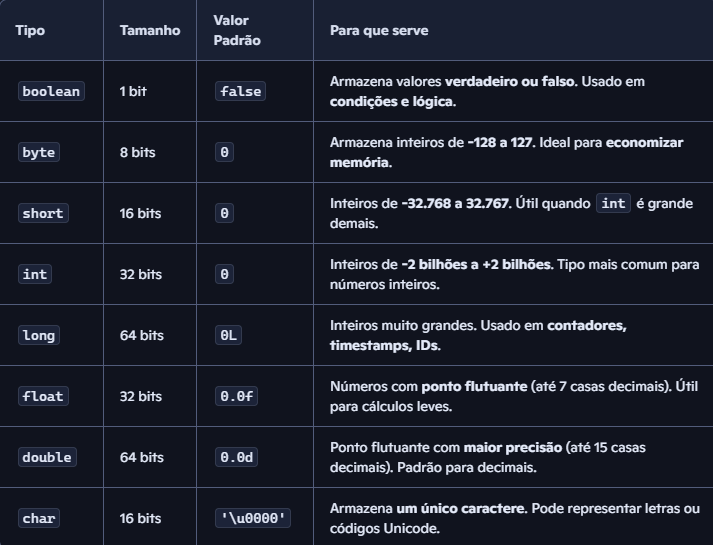 Tipo
Tamanho
Valor
Padrão
Para que serve
boolean
1 bit
false
Armazena valores verdadeiro ou falso. Usado em
condições e lógica.
byte
8 bits
0
Armazena inteiros de -128 a 127. Ideal para economizar
memória.
short
16 bits
0
Inteiros de -32.768 a 32.767. Útil quando int é grande
demais.
int
32 bits
0
Inteiros de -2 bilhões a +2 bilhões. Tipo mais comum para
números inteiros.
long
64 bits
0L
Inteiros muito grandes. Usado em contadores,
timestamps, IDs.
float
32 bits
0.0f
Números com ponto flutuante (até 7 casas decimais). Útil
para cálculos leves.
double
64 bits
0.0d
Ponto flutuante com maior precisão (até 15 casas
decimais). Padrão para decimais.
char
16 bits
'\u0000'
Armazena um único caractere. Pode representar letras ou
códigos Unicode.